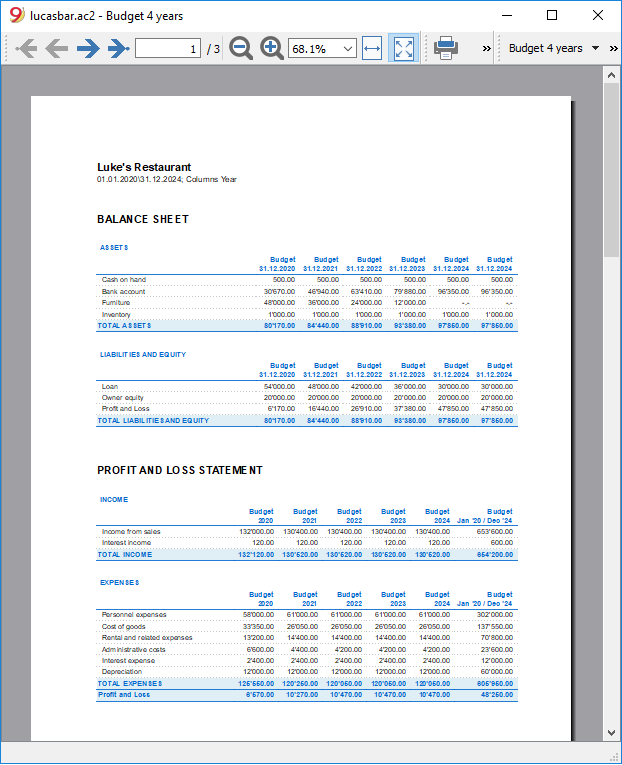 lucasbar.ac2 - Budget 4 years
1 / 3 68.1% » Budget 4 years »
Luke's Restaurant
01.01.2020\31.12.2024; Columns Year
BALANCE SHEET
ASSETS
Budget Budget Budget Budget Budget Budget
31.12.2020 31.12.2021 31.12.2022 31.12.2023 31.12.2024 31.12.2024
Cash on hand 500.00 500.00 500.00 500.00 500.00 500.00
Bank account 30'670.00 46'940.00 63'410.00 79'880.00 96'350.00 96'350.00
Furniture 48'000.00 36'000.00 24'000.00 12'000.00 -.- -.-
Inventory 1'000.00 1'000.00 1'000.00 1'000.00 1'000.00 1'000.00
TOTAL ASSETS 80'170.00 84'440.00 88'910.00 93'380.00 97'850.00 97'850.00
LIABILITIES AND EQUITY
Budget Budget Budget Budget Budget Budget
31.12.2020 31.12.2021 31.12.2022 31.12.2023 31.12.2024 31.12.2024
Loan 54'000.00 48'000.00 42'000.00 36'000.00 30'000.00 30'000.00
Owner equity 20'000.00 20'000.00 20'000.00 20'000.00 20'000.00 20'000.00
Profit and Loss 6'170.00 16'440.00 26'910.00 37'380.00 47'850.00 47'850.00
TOTAL LIABILITIES AND EQUITY 80'170.00 84'440.00 88'910.00 93'380.00 97'850.00 97'850.00
PROFIT AND LOSS STATEMENT
INCOME
Budget Budget Budget Budget Budget Budget
2020 2021 2022 2023 2024 Jan '20 / Dec '24
Income from sales 132'000.00 130'400.00 130'400.00 130'400.00 130'400.00 653'600.00
Interest income 120.00 120.00 120.00 120.00 120.00 600.00
TOTAL INCOME 132'120.00 130'520.00 130'520.00 130'520.00 130'520.00 654'200.00
EXPENSES
Budget Budget Budget Budget Budget Budget
2020 2021 2022 2023 2024 Jan '20 / Dec '24
Personnel expenses 58'000.00 61'000.00 61'000.00 61'000.00 61'000.00 302'000.00
Cost of goods 33'350.00 26'050.00 26'050.00 26'050.00 26'050.00 137'550.00
Rental and related expenses 13'200.00 14'400.00 14'400.00 14'400.00 14'400.00 70'800.00
Administrative costs 6'600.00 4'400.00 4'200.00 4'200.00 4'200.00 23'600.00
Interest expense 2'400.00 2'400.00 2'400.00 2'400.00 2'400.00 12'000.00
Depreciation 12'000.00 12'000.00 12'000.00 12'000.00 12'000.00 60'000.00
TOTAL EXPENSES 125'550.00 120'250.00 120'050.00 120'050.00 120'050.00 605'950.00
Profit and Loss 6'570.00 10'270.00 10'470.00 10'470.00 10'470.00 48'250.00